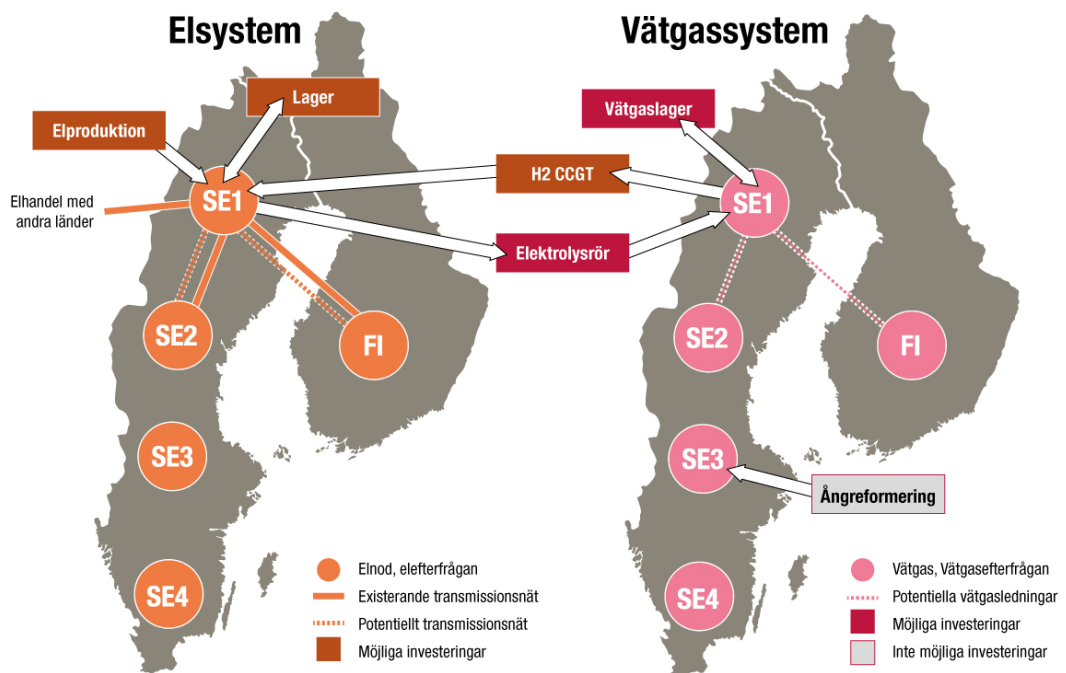 Elsystem
Vätgassystem
Lager
Vätgaslager
Elproduktion
H2 CCGT
SE1
SE1
Elhandel med
andra länder
Elektrolysrör
SE2
FI
SE2
FI
SE3
SE3
Ångreformering
SE4
SE4
Elnod, elefterfrågan
Existerande transmissionsnät
Potentiellt transmissionsnät
Möjliga investeringar
Vätgas, Vätgasefterfrågan
Potentiella vätgasledningar
Möjliga investeringar
Inte möjliga investeringar